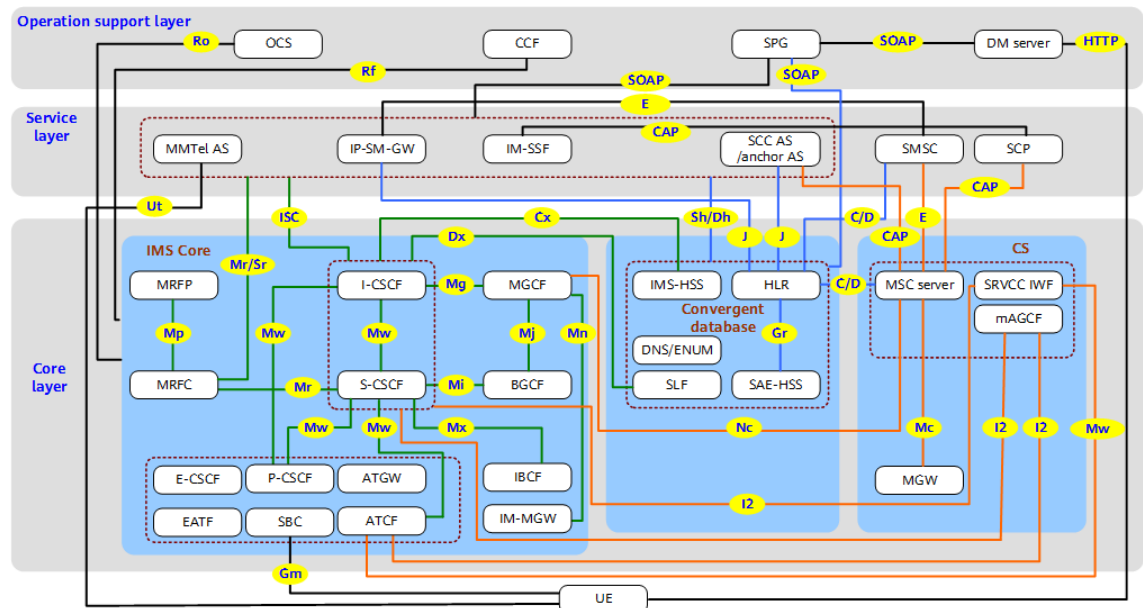 Operation support layer
Ro
OCS
CCF
SPG
SOAP
DM server
HTTP
Rf
SOAP
SOAP
E
Service
layer
CAP
MMTel AS
IP-SM-GW
IM-SSF
SCC AS
/anchor AS
SMSC
SCP
CAP
Ut
ISC
Cx
Sh/Dh
C/D
E
Dx
J
J
CAP
IMS Core
CS
Mr/Sr
MRFP
I-CSCF
Mg
MGCF
IMS-HSS
HLR
C/D
MSC server
SRVCC IWF
Convergent
database
mAGCF
Mp
Mw
Mw
Mj
Mn
Gr
DNS/ENUM
Core
layer
MRFC
Mr
S-CSCF
Mi
BGCF
SLF
SAE-HSS
Mw
Mw
Mx
Nc
Mc
I2
I2
Mw
E-CSCF
P-CSCF
ATGW
IBCF
MGW
I2
EATF
SBC
ATCF
IM-MGW
Gm
UE